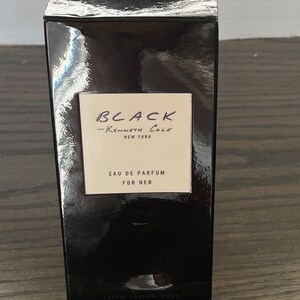 BLACK
-KENNETH COLE
NEW YORK
EAU DE PARFUM
FOR HER